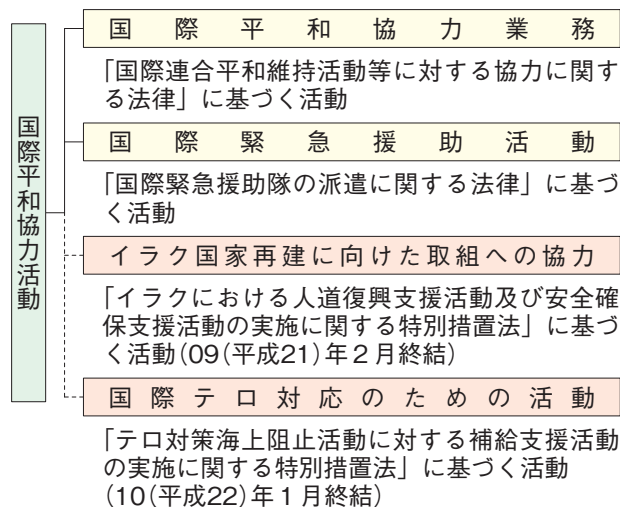 国際平和協力活動
国際平和協力業務
「国際連合平和維持活動等に対する協力に関す
る法律」に基づく活動
国際緊急援助活動
「国際緊急援助隊の派遣に関する法律」に基づ
く活動
イラク国家再建に向けた取組への協力
「イラクにおける人道復興支援活動及び安全確
保支援活動の実施に関する特別措置法」に基づ
く活動(09(平成21)年2月終結)
国際テロ対応のための活動
「テロ対策海上阻止活動に対する補給支援活動
の実施に関する特別措置法」に基づく活動
(10(平成22)年1月終結)